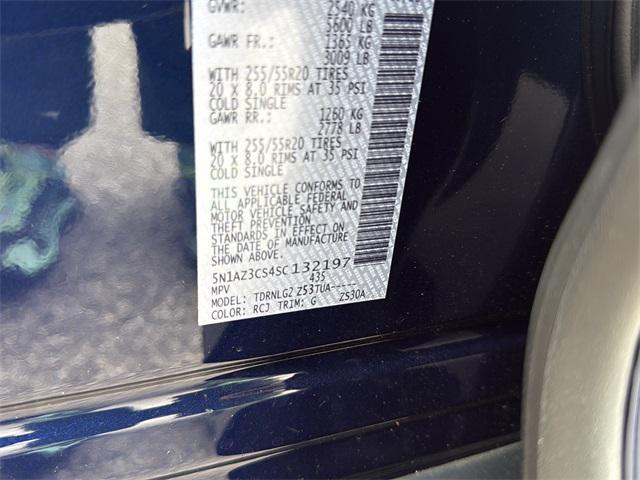 GVWR: 2540 KG
5600 LB
GAWR FR.: 1365 KG
3009 LB
WITH 255/55R20 TIRES
20 X 8.0 RIMS AT 35 PSI
COLD SINGLE
GAWR RR.: 1260 KG
2778 LB
WITH 255/55R20 TIRES
20 X 8.0 RIMS AT 35 PSI
COLD SINGLE
THIS VEHICLE CONFORMS TO
ALL APPLICABLE FEDERAL
MOTOR VEHICLE SAFETY AND
THEFT PREVENTION
STANDARDS IN EFFECT ON
THE DATE OF MANUFACTURE
SHOWN ABOVE.
5N1AZ3CS4SC132197
MPV 435
MODEL: TDRNLG2 Z53TUA-----
COLOR: RCJ TRIM: G Z530A